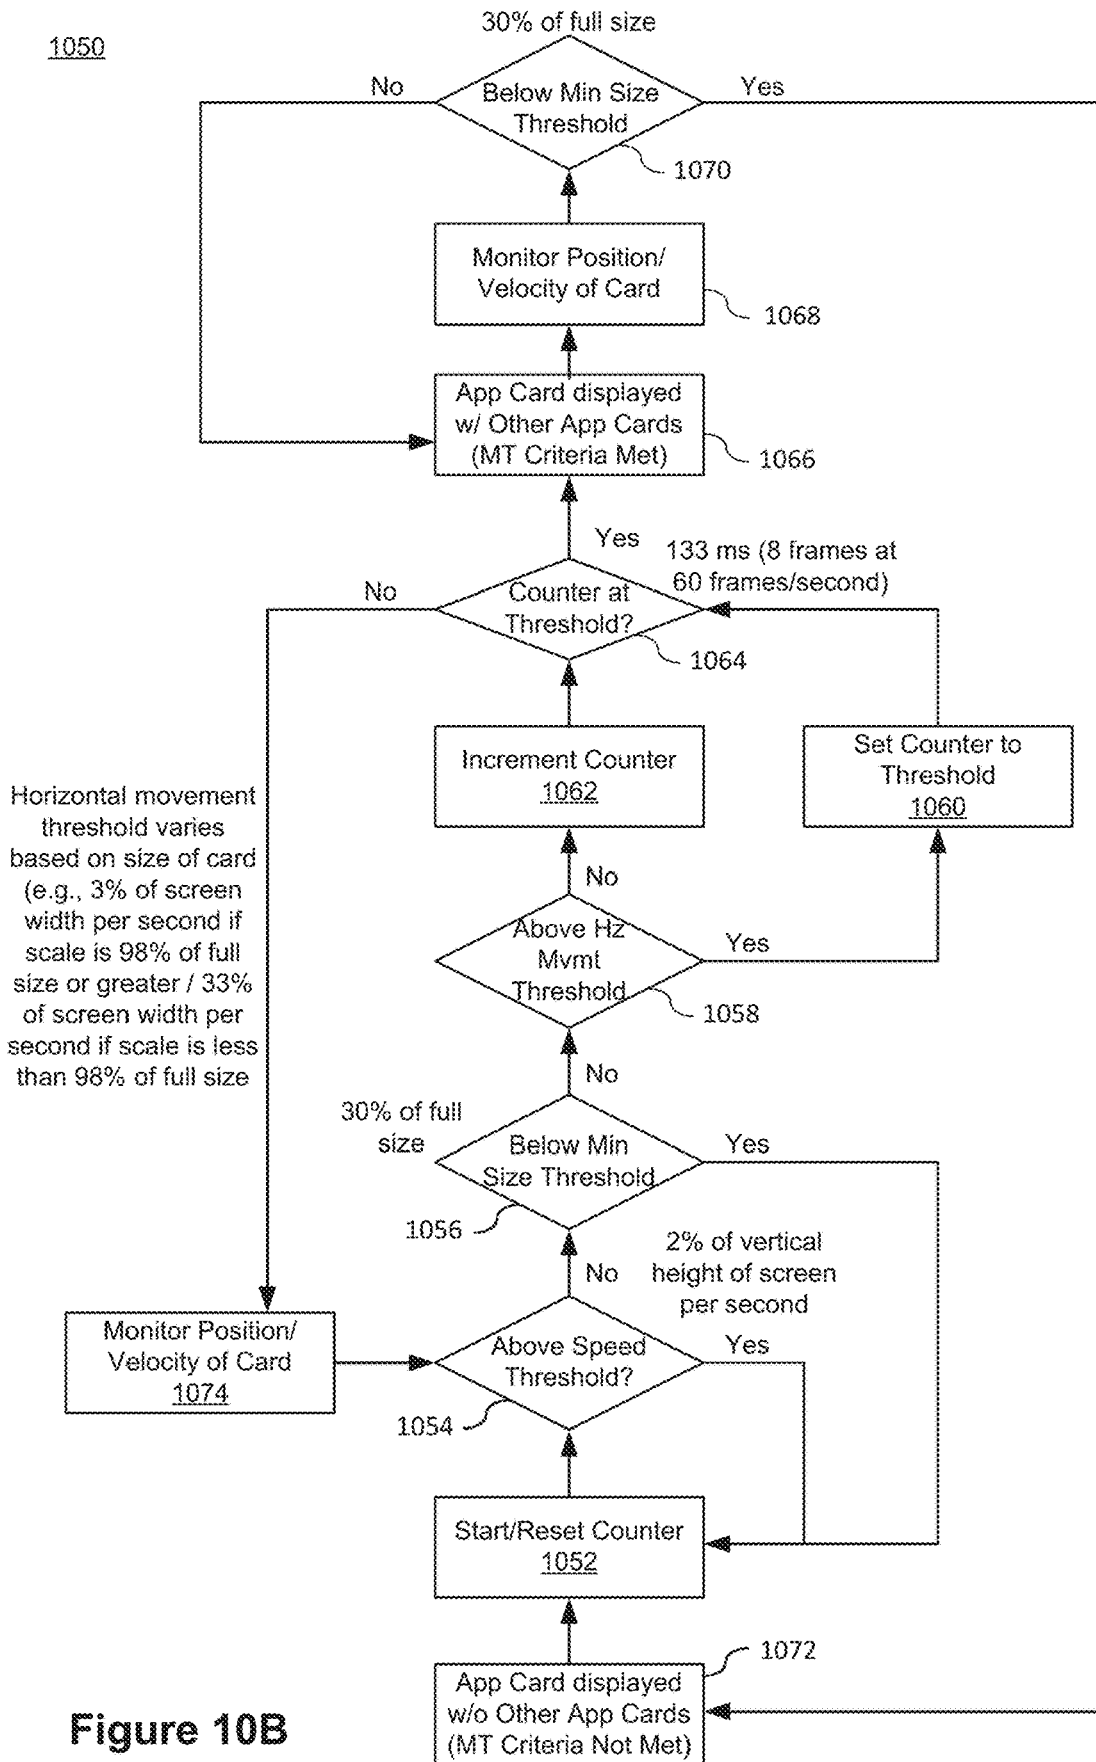 1050
30% of full size
No
Below Min Size
Threshold
Yes
1070
Monitor Position/
Velocity of Card
1068
App Card displayed
w/ Other App Cards
(MT Criteria Met)
1066
Yes
133 ms (8 frames at
60 frames/second)
No
Counter at
Threshold?
1064
Increment Counter
1062
Set Counter to
Threshold
1060
Horizontal movement
threshold varies
based on size of card
(e.g., 3% of screen
width per second if
scale is 98% of full
size or greater / 33%
of screen width per
second if scale is less
than 98% of full size
No
Above Hz
Mvmt
Threshold
Yes
1058
No
30% of full
size
Below Min
Size Threshold
Yes
1056
No
2% of vertical
height of screen
per second
Monitor Position/
Velocity of Card
1074
Above Speed
Threshold?
Yes
1054
Start/Reset Counter
1052
1072
App Card displayed
w/o Other App Cards
(MT Criteria Not Met)
Figure 10B